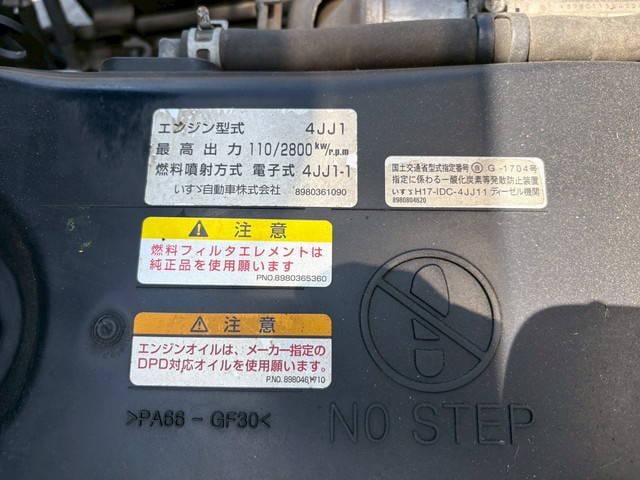 エンジン型式 4JJ1
最高出力 110/2800kW/r.p.m
燃料噴射方式 電子式 4JJ1-1
いすゞ自動車株式会社 8980361090
国土交通省型式指定番号 G-1704号
指定に係わる一酸化炭素等発散防止装置
いすゞH17-IDC-4JJ11 ディーゼル機関
8980804620
注意
燃料フィルタエレメントは
純正品を使用願います
PNO.8980365360
注意
エンジンオイルは、メーカー指定の
DPD対応オイルを使用願います。
P.NO.
>PA66-GF30<
NO STEP